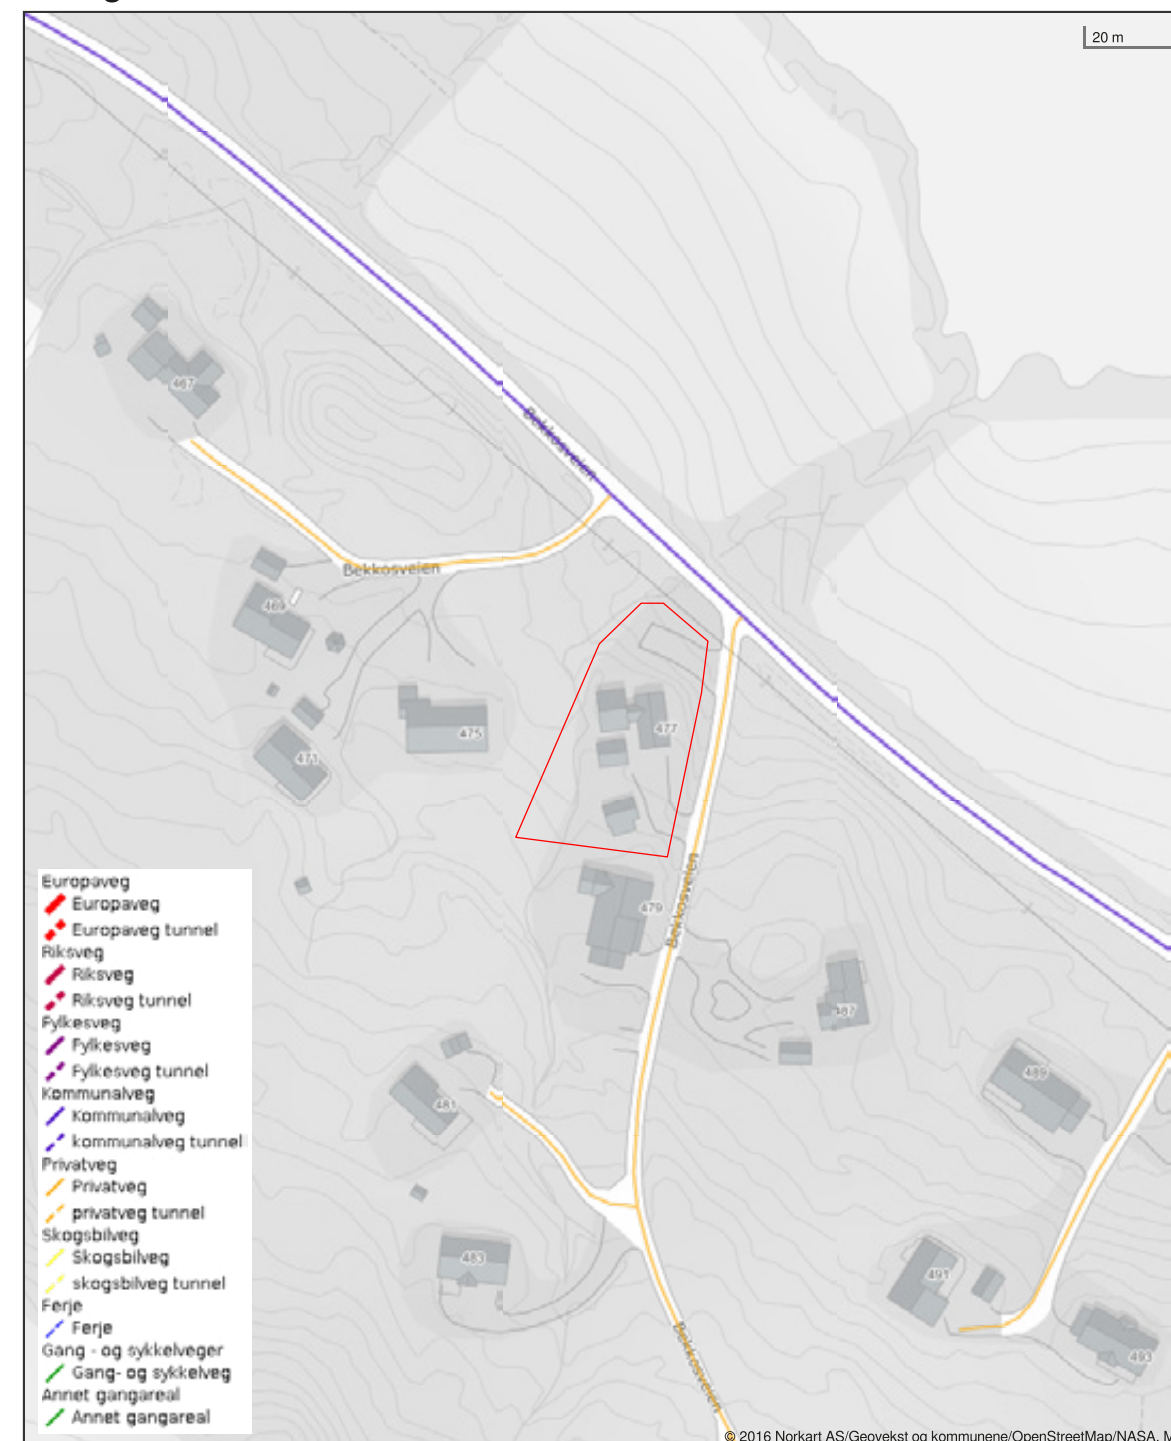 20 m
467
Bekkosveien
Bekkosveien
469
475
477
471
Bekkosveien
479
487
489
481
483
491
493
Bekkosveien
Europaveg
Europaveg
Europaveg tunnel
Riksveg
Riksveg
Riksveg tunnel
Fylkesveg
Fylkesveg
Fylkesveg tunnel
Kommunalveg
Kommunalveg
kommunalveg tunnel
Privatveg
Privatveg
privatveg tunnel
Skogsbilveg
Skogsbilveg
skogsbilveg tunnel
Ferje
Ferje
Gang - og sykkelveger
Gang- og sykkelveg
Annet gangareal
Annet gangareal
© 2016 Norkart AS/Geovekst og kommunene/OpenStreetMap/NASA, M